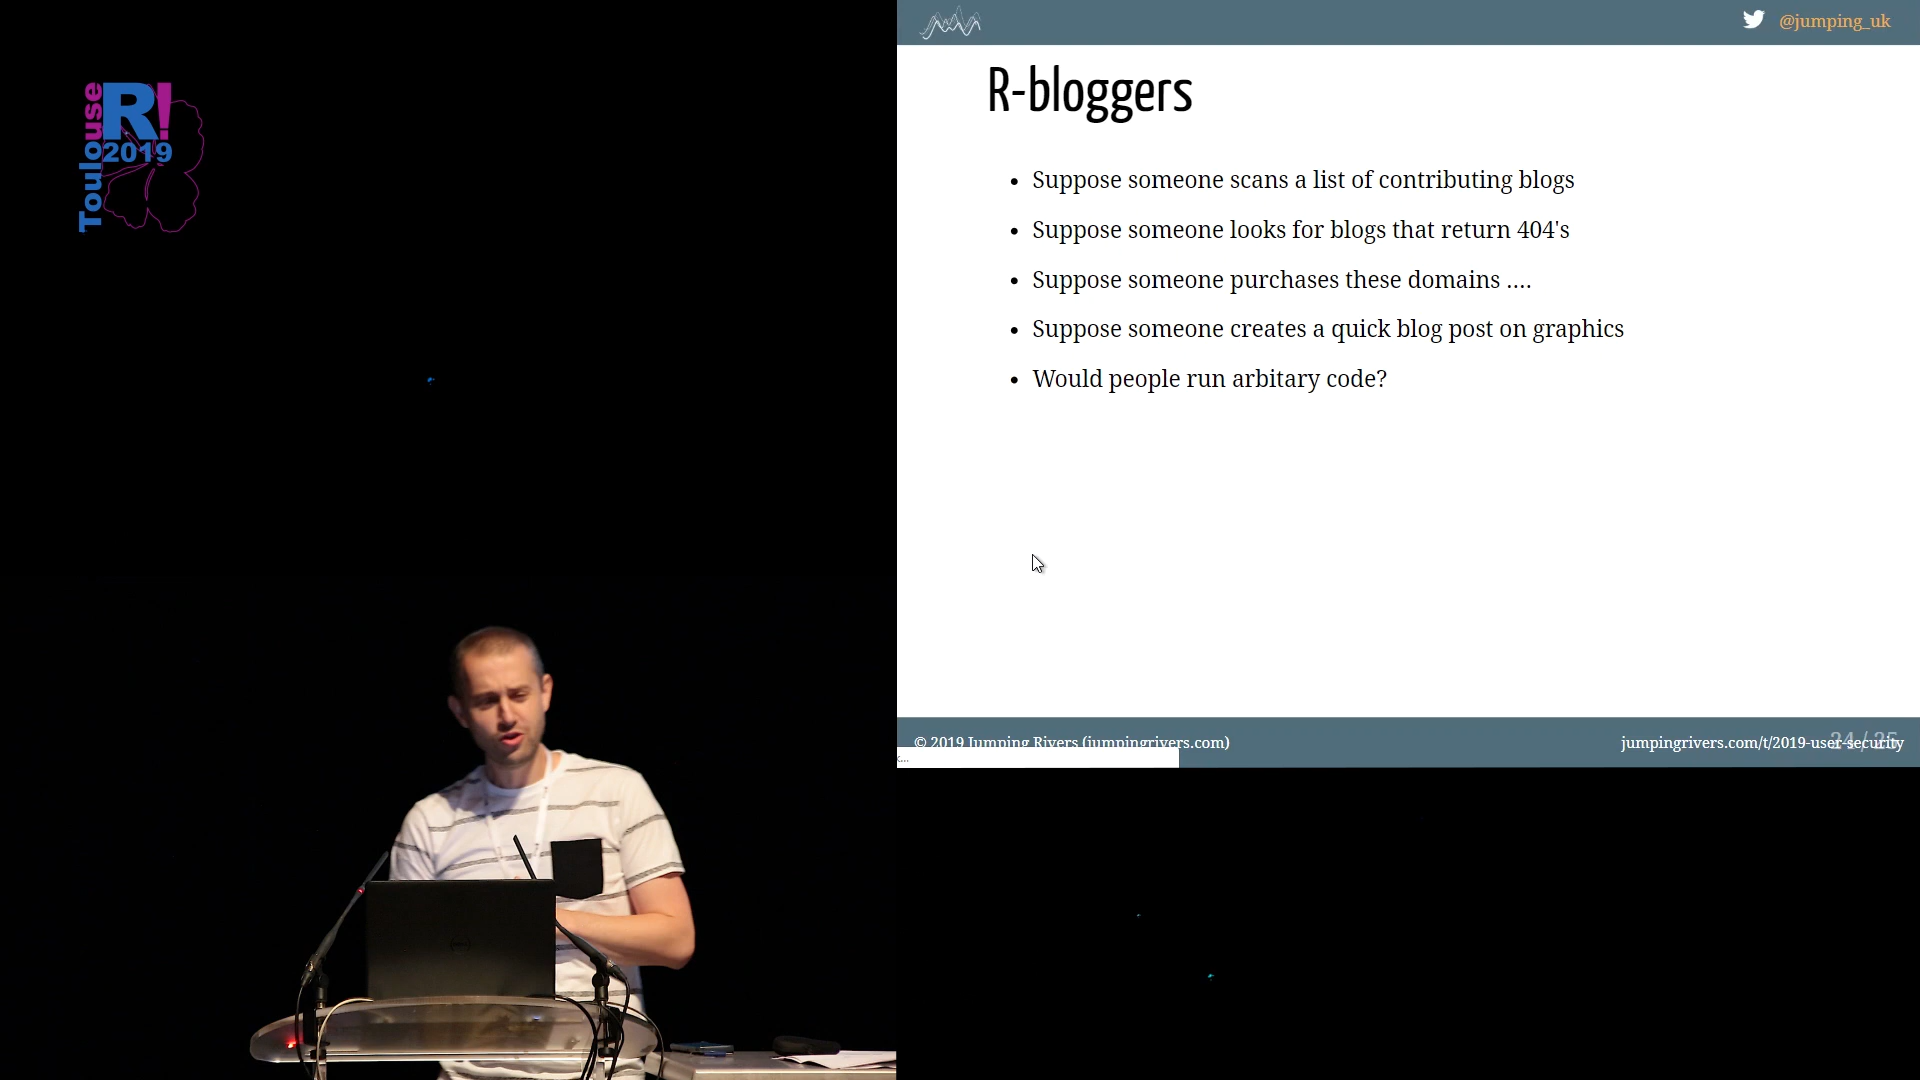 Toulouse
R!
2019
@jumping_uk
R-bloggers
Suppose someone scans a list of contributing blogs
Suppose someone looks for blogs that return 404's
Suppose someone purchases these domains ....
Suppose someone creates a quick blog post on graphics
Would people run arbitary code?
© 2019 Jumping Rivers (jumpingrivers.com)
jumpingrivers.com/t/2019-user-security
24 / 25